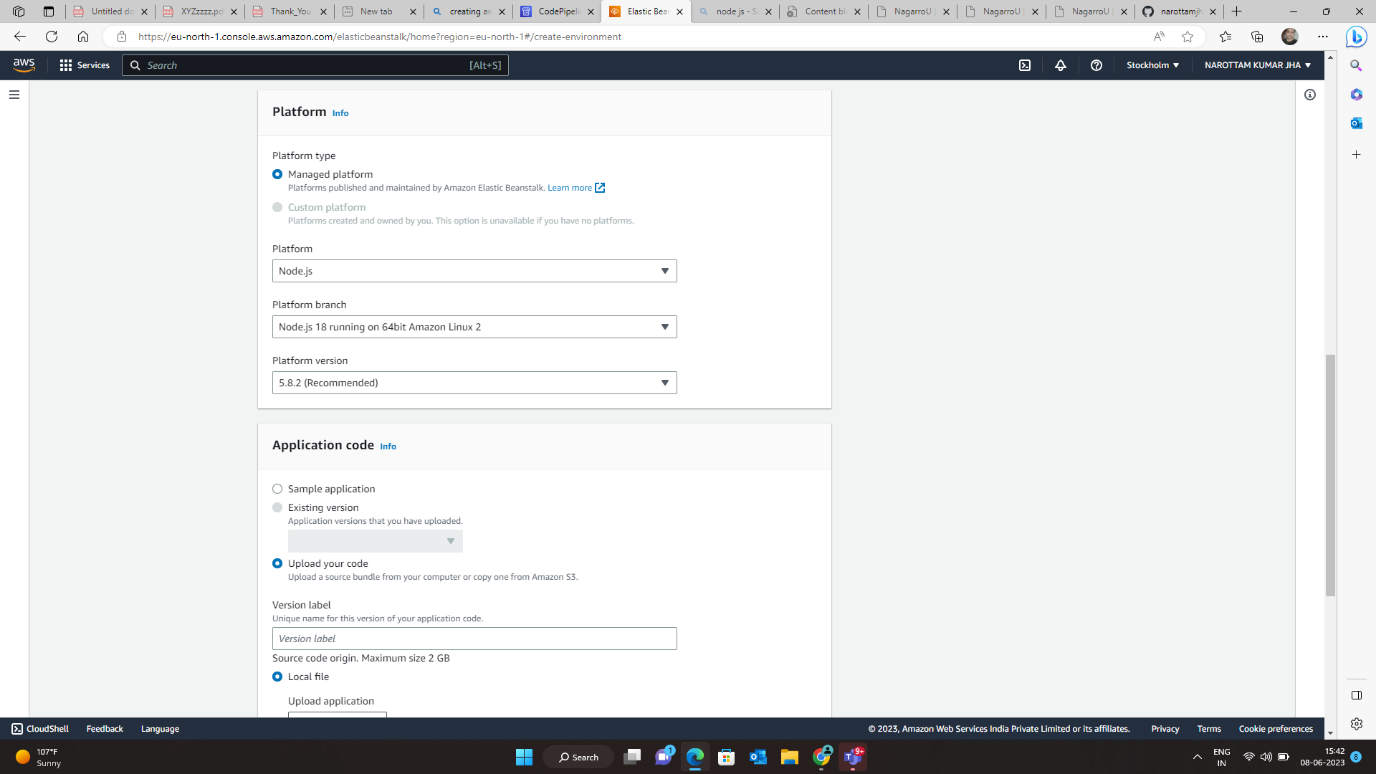 Untitled do
XYZzzzz.pd
Thank_You
New tab
creating a
CodePipeli
Elastic Bea
node js - S
Content bl
NagarroU
NagarroU
NagarroU
narottamj
https://eu-north-1.console.aws.amazon.com/elasticbeanstalk/home?region=eu-north-1#/create-environment
aws
Services
Search
[Alt+S]
Stockholm
NAROTTAM KUMAR JHA
Platform Info
Platform type
Managed platform
Platforms published and maintained by Amazon Elastic Beanstalk. Learn more
Custom platform
Platforms created and owned by you. This option is unavailable if you have no platforms.
Platform
Node.js
Platform branch
Node.js 18 running on 64bit Amazon Linux 2
Platform version
5.8.2 (Recommended)
Application code Info
Sample application
Existing version
Application versions that you have uploaded.
Upload your code
Upload a source bundle from your computer or copy one from Amazon S3.
Version label
Unique name for this version of your application code.
Version label
Source code origin. Maximum size 2 GB
Local file
Upload application
CloudShell
Feedback
Language
© 2023, Amazon Web Services India Private Limited or its affiliates.
Privacy
Terms
Cookie preferences
107°F
Sunny
Search
1
9+
ENG
IN
15:42
08-06-2023
8